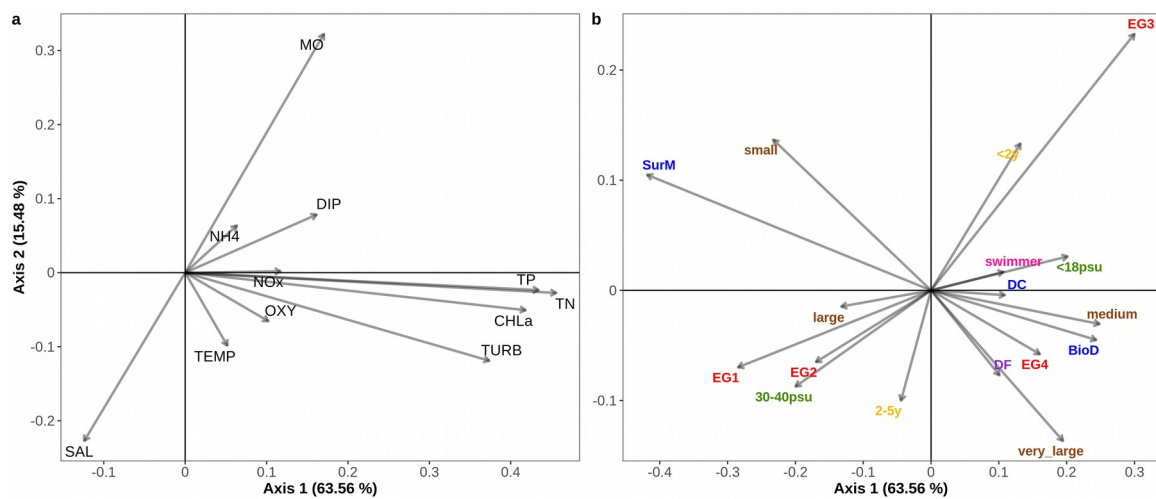 a
0.3
0.2
0.1
0
-0.1
-0.2
Axis 2 (15.48 %)
MO
DIP
NH4
NOx
TP
TN
OXY
CHLa
TEMP
TURB
SAL
-0.1
0
0.1
0.2
0.3
0.4
Axis 1 (63.56 %)
b
0.2
0.1
0
-0.1
EG3
small
<2y
SurM
swimmer
<18psu
DC
large
medium
BioD
EG1
EG2
DF
EG4
30-40psu
2-5y
very_large
-0.4
-0.3
-0.2
-0.1
0
0.1
0.2
0.3
Axis 1 (63.56 %)